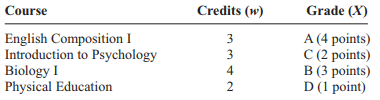 Course Credits (w) Grade (X)
English Composition I 3 A (4 points)
Introduction to Psychology 3 C (2 points)
Biology I 4 B (3 points)
Physical Education 2 D (1 point)